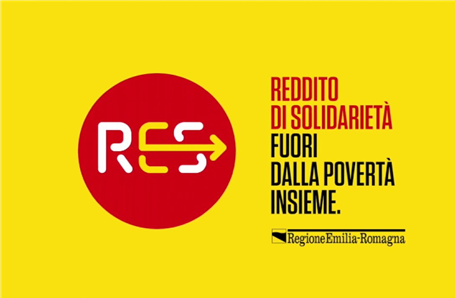 RES
REDDITO
DI SOLIDARIETÀ
FUORI
DALLA POVERTÀ
INSIEME.
RegioneEmilia-Romagna